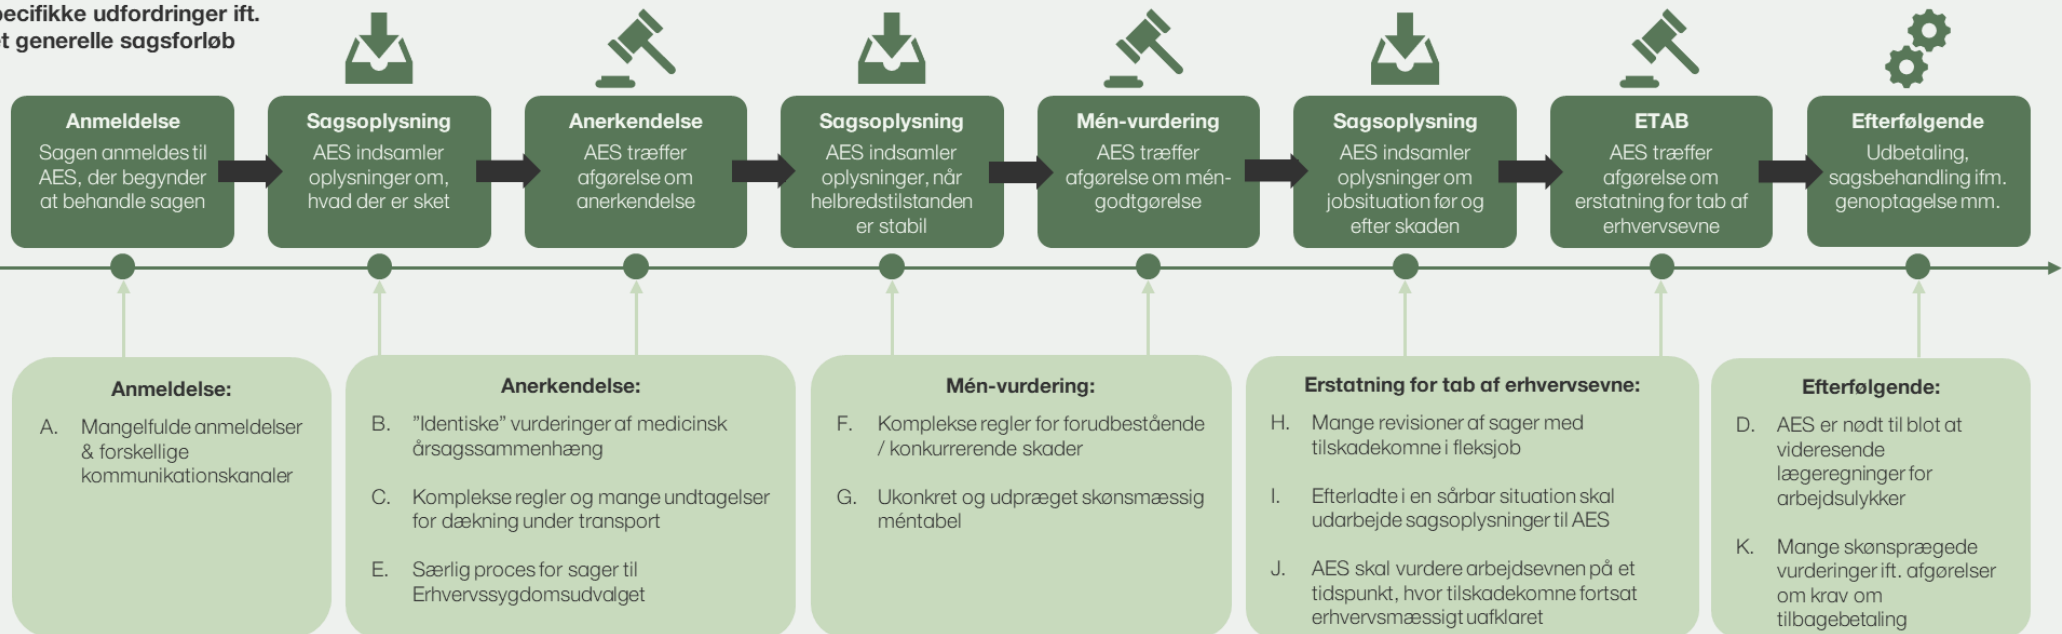 pecifikke udfordringer ift.
et generelle sagsforløb
Anmeldelse
Sagen anmeldes til
AES, der begynder
at behandle sagen
Sagsoplysning
AES indsamler
oplysninger om,
hvad der er sket
Anerkendelse
AES træffer
afgørelse om
anerkendelse
Sagsoplysning
AES indsamler
oplysninger, når
helbredstilstanden
er stabil
Mén-vurdering
AES træffer
afgørelse om mén-
godtgørelse
Sagsoplysning
AES indsamler
oplysninger om
jobsituation før og
efter skaden
ETAB
AES træffer
afgørelse om
erstatning for tab af
erhvervsevne
Efterfølgende
Udbetaling,
sagsbehandling ifm.
genoptagelse mm.
Anmeldelse:
A. Mangelfulde anmeldelser
& forskellige
kommunikationskanaler
Anerkendelse:
B. ”Identiske” vurderinger af medicinsk
årsagssammenhæng
C. Komplekse regler og mange undtagelser
for dækning under transport
E. Særlig proces for sager til
Erhvervssygdomsudvalget
Mén-vurdering:
F. Komplekse regler for forudbestående
/ konkurrerende skader
G. Ukonkret og udpræget skønsmæssig
méntabel
Erstatning for tab af erhvervsevne:
H. Mange revisioner af sager med
tilskadekomne i fleksjob
I. Efterladte i en sårbar situation skal
udarbejde sagsoplysninger til AES
J. AES skal vurdere arbejdsevnen på et
tidspunkt, hvor tilskadekomne fortsat
erhvervsmæssigt uafklaret
Efterfølgende:
D. AES er nødt til blot at
videresende
lægeregninger for
arbejdsulykker
K. Mange skønsprægede
vurderinger ift. afgørelser
om krav om
tilbagebetaling